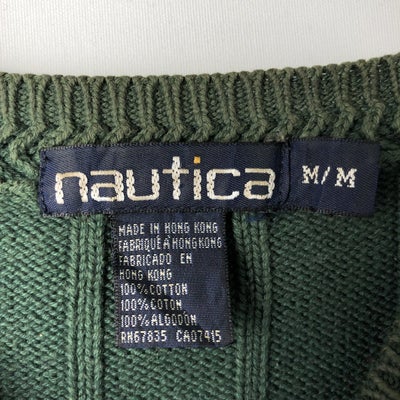 nautica
M/M
MADE IN HONG KONG
FABRIQUÉ À HONG KONG
FABRICADO EN
HONG KONG
100% COTTON
100% COTON
100% ALGODON
RN67835 CA07415